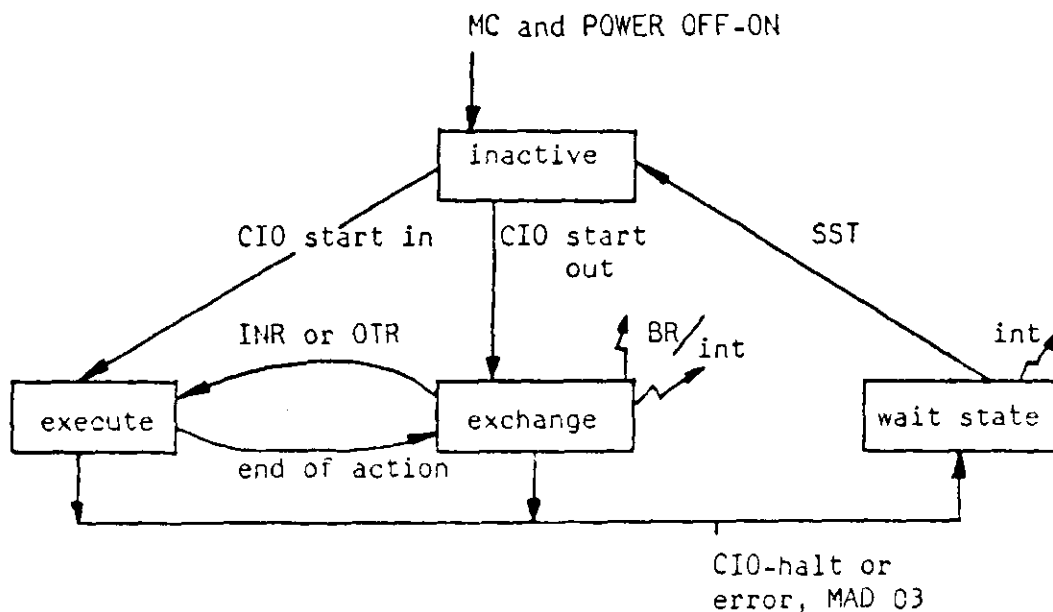 MC and POWER OFF-ON
inactive
CIO start in
CIO start
out
SST
INR or OTR
BR/
int
int
execute
exchange
wait state
end of action
CIO-halt or
error, MAD 03